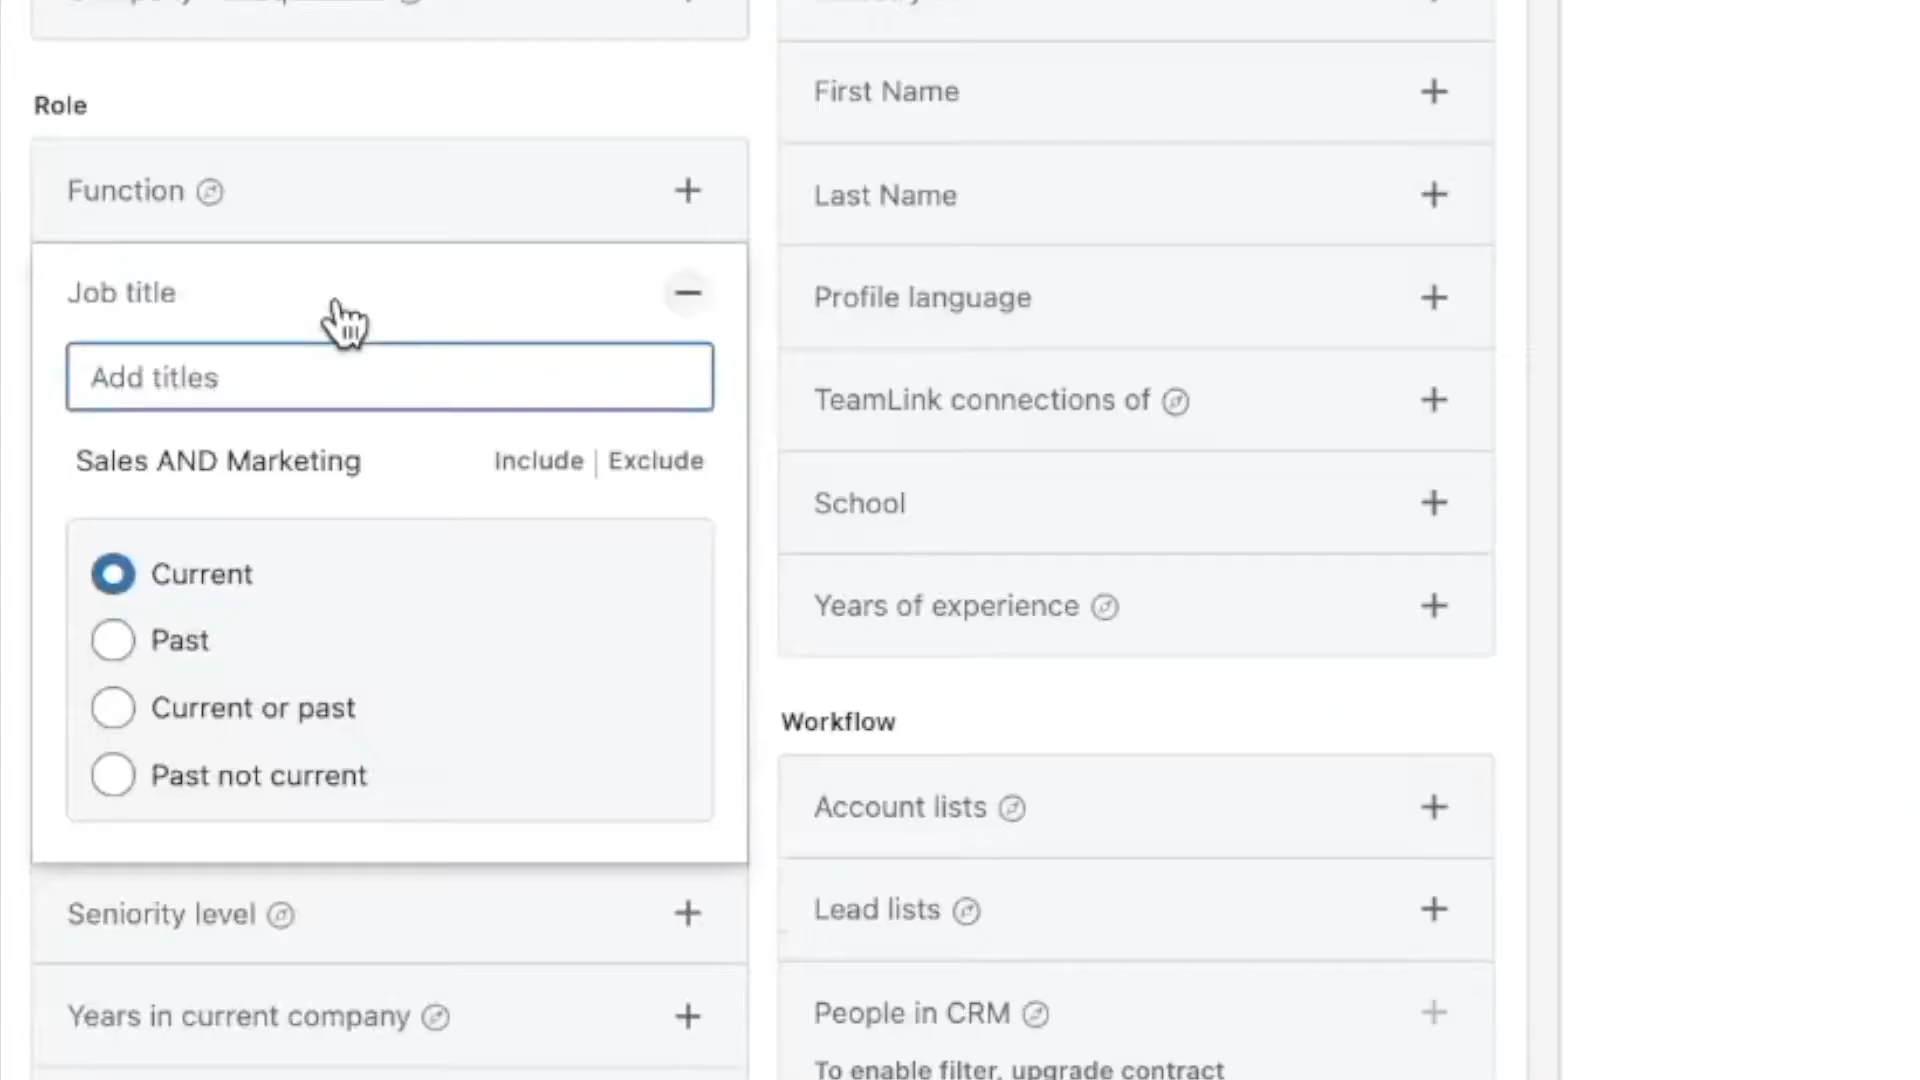 Role
Function
Job title
Add titles
Sales AND Marketing
Include | Exclude
Current
Past
Current or past
Past not current
Seniority level
Years in current company
First Name
Last Name
Profile language
TeamLink connections of
School
Years of experience
Workflow
Account lists
Lead lists
People in CRM
To enable filter, upgrade contract